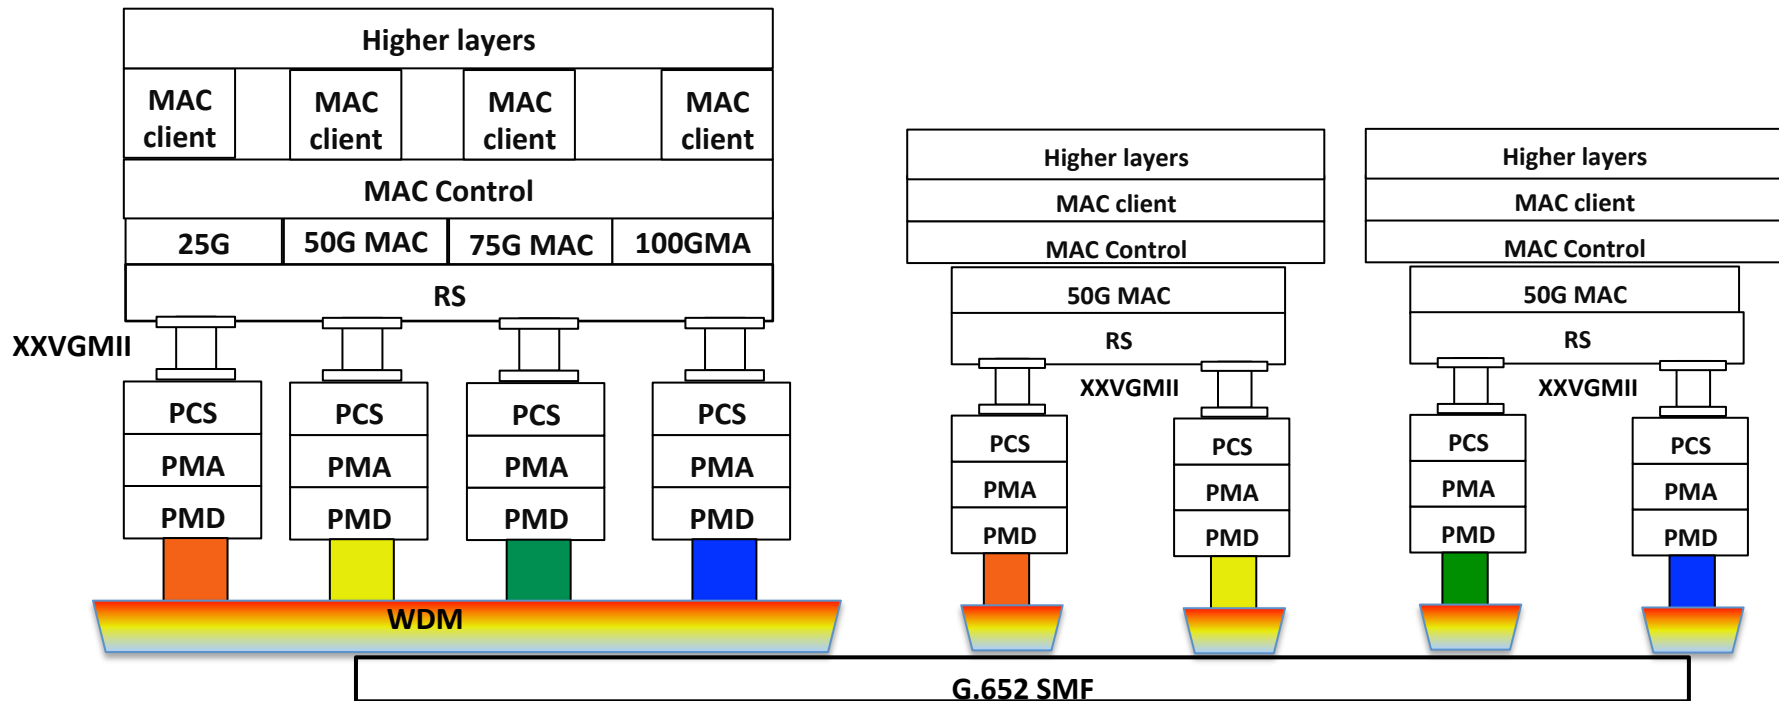 Higher layers
MAC client
MAC client
MAC client
MAC client
MAC Control
25G
50G MAC
75G MAC
100GMA
RS
XXVGMII
PCS
PCS
PCS
PCS
PMA
PMA
PMA
PMA
PMD
PMD
PMD
PMD
WDM
Higher layers
MAC client
MAC Control
50G MAC
RS
XXVGMII
PCS
PCS
PMA
PMA
PMD
PMD
Higher layers
MAC client
MAC Control
50G MAC
RS
XXVGMII
PCS
PCS
PMA
PMA
PMD
PMD
G.652 SMF